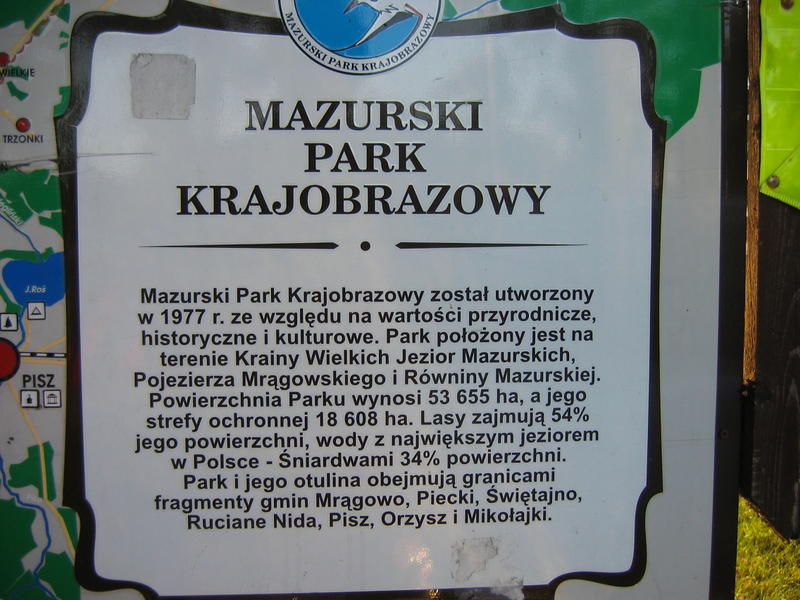 MAZURSKI PARK KRAJOBRAZOWY
MAZURSKI
PARK
KRAJOBRAZOWY
Mazurski Park Krajobrazowy został utworzony
w 1977 r. ze względu na wartości przyrodnicze,
historyczne i kulturowe. Park położony jest na
terenie Krainy Wielkich Jezior Mazurskich,
Pojezierza Mrągowskiego i Równiny Mazurskiej.
Powierzchnia Parku wynosi 53 655 ha, a jego
strefy ochronnej 18 608 ha. Lasy zajmują 54%
jego powierzchni, wody z największym jeziorem
w Polsce - Śniardwami 34% powierzchni.
Park i jego otulina obejmują granicami
fragmenty gmin Mrągowo, Piecki, Świętajno,
Ruciane Nida, Pisz, Orzysz i Mikołajki.
WIELKIE
TRZONKI
J.Roś
PISZ